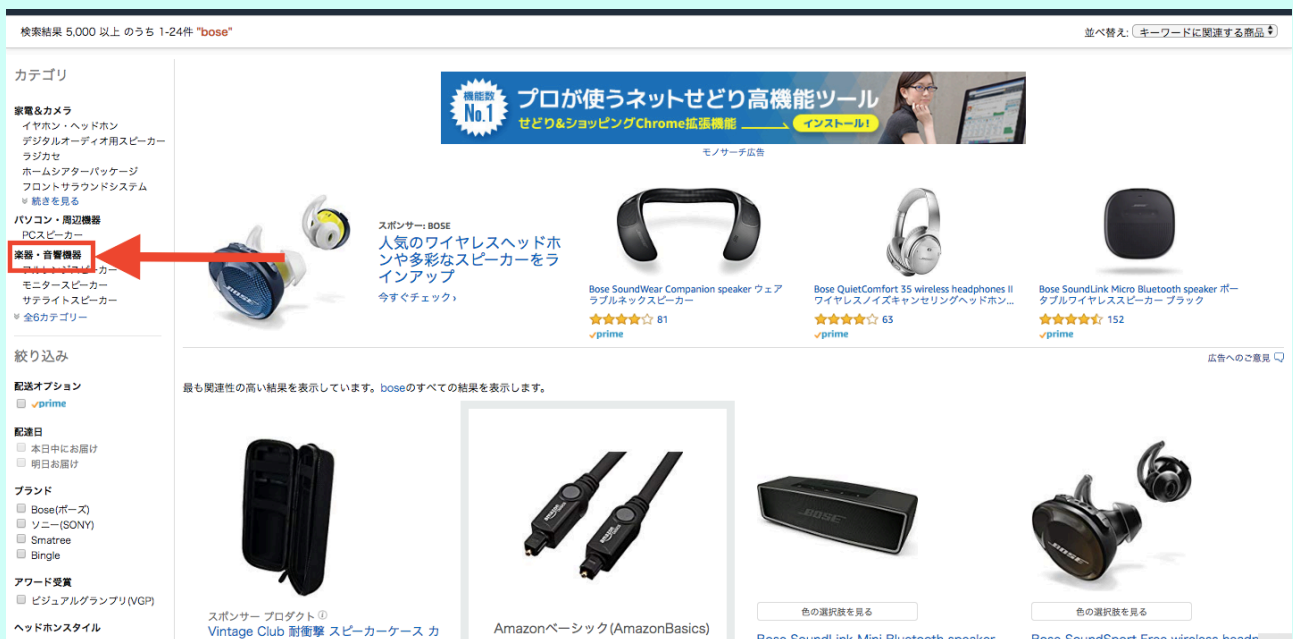 検索結果 5,000 以上 のうち 1-24件 "bose"
並べ替え: キーワードに関連する商品
カテゴリ
家電&カメラ
イヤホン・ヘッドホン
デジタルオーディオ用スピーカー
ラジカセ
ホームシアターパッケージ
フロントサラウンドシステム
続きを見る
パソコン・周辺機器
PCスピーカー
楽器・音響機器
モニタースピーカー
サテライトスピーカー
全6カテゴリー
絞り込み
配送オプション
prime
配達日
本日中にお届け
明日お届け
ブランド
Bose(ボーズ)
ソニー(SONY)
Smatree
Bingle
アワード受賞
ビジュアルグランプリ(VGP)
ヘッドホンスタイル
機能数
No.1
プロが使うネットせどり高機能ツール
せどり&ショッピングChrome拡張機能
インストール!
モノサーチ広告
スポンサー: BOSE
人気のワイヤレスヘッドホ
ンや多彩なスピーカーをラ
インアップ
今すぐチェック›
Bose SoundWear Companion speaker ウェア
ラブルネックスピーカー
81
prime
Bose QuietComfort 35 wireless headphones II
ワイヤレスノイズキャンセリングヘッドホン...
63
prime
Bose SoundLink Micro Bluetooth speaker ポー
タブルワイヤレススピーカー ブラック
152
prime
広告へのご意見
最も関連性の高い結果を表示しています。boseのすべての結果を表示します。
スポンサー プロダクト
Vintage Club 耐衝撃 スピーカーケース カ
Amazonベーシック(AmazonBasics)
BOSE
色の選択肢を見る
Bose SoundLink Mini Bluetooth speaker
BOSE
色の選択肢を見る
Bose SoundSport Free wireless headp